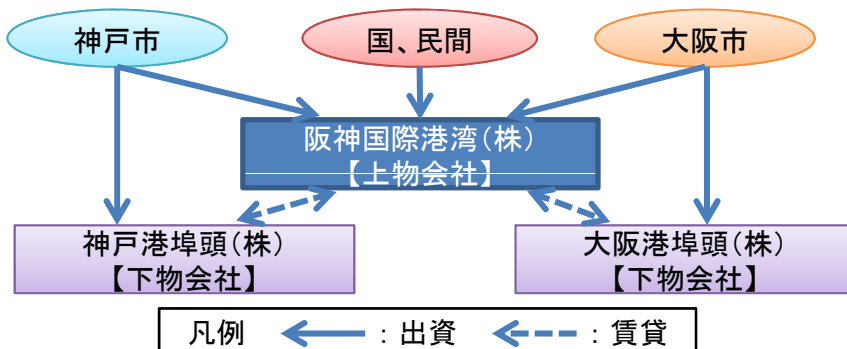 神戸市
国、民間
大阪市
阪神国際港湾(株)
【上物会社】
神戸港埠頭(株)
【下物会社】
大阪港埠頭(株)
【下物会社】
凡例 :出資 :賃貸